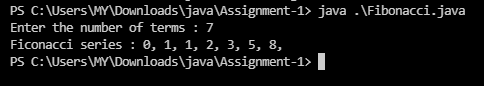 PS C:\Users\MY\Downloads\java\Assignment-1> java .\Fibonacci.java
Enter the number of terms : 7
Ficonacci series : 0, 1, 1, 2, 3, 5, 8,
PS C:\Users\MY\Downloads\java\Assignment-1>